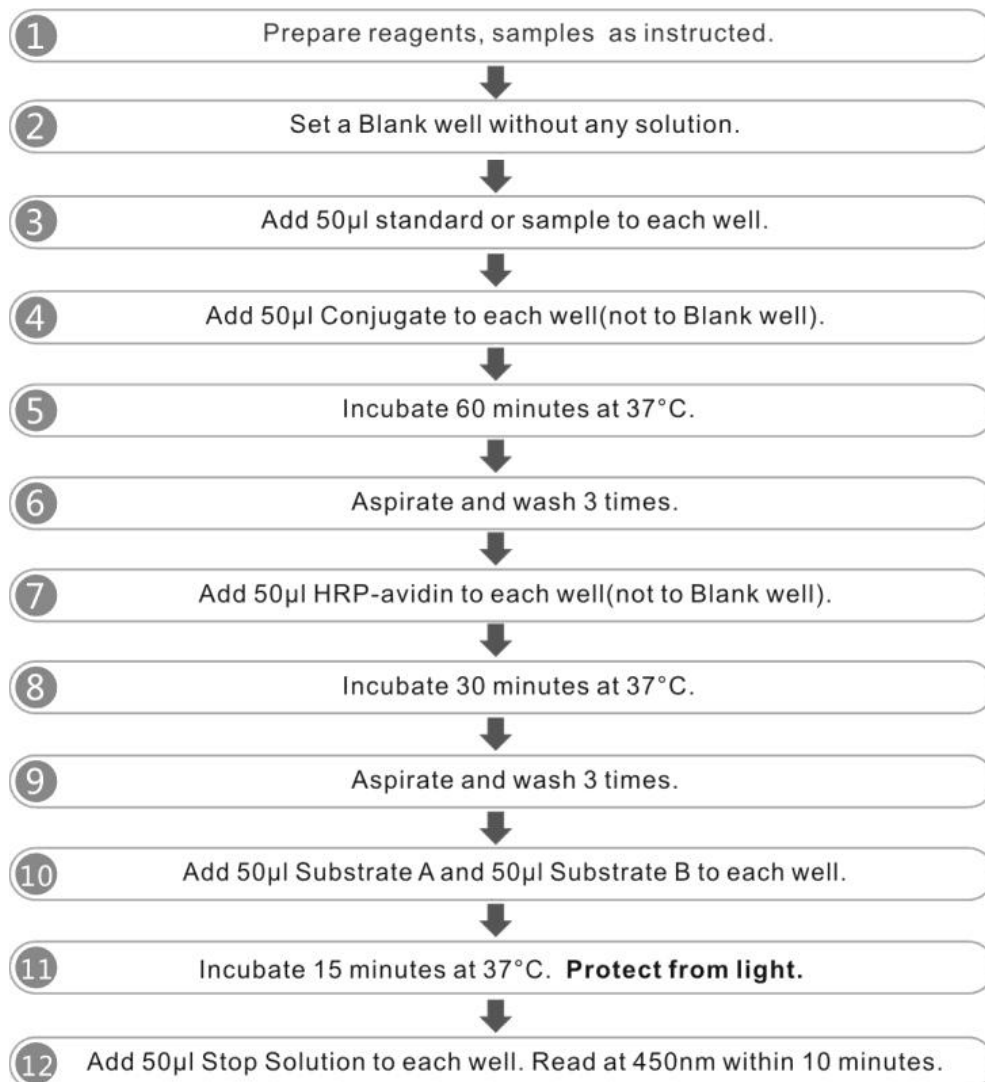 1 Prepare reagents, samples as instructed.
2 Set a Blank well without any solution.
3 Add 50μl standard or sample to each well.
4 Add 50μl Conjugate to each well(not to Blank well).
5 Incubate 60 minutes at 37°C.
6 Aspirate and wash 3 times.
7 Add 50μl HRP-avidin to each well(not to Blank well).
8 Incubate 30 minutes at 37°C.
9 Aspirate and wash 3 times.
10 Add 50μl Substrate A and 50μl Substrate B to each well.
11 Incubate 15 minutes at 37°C. Protect from light.
12 Add 50μl Stop Solution to each well. Read at 450nm within 10 minutes.